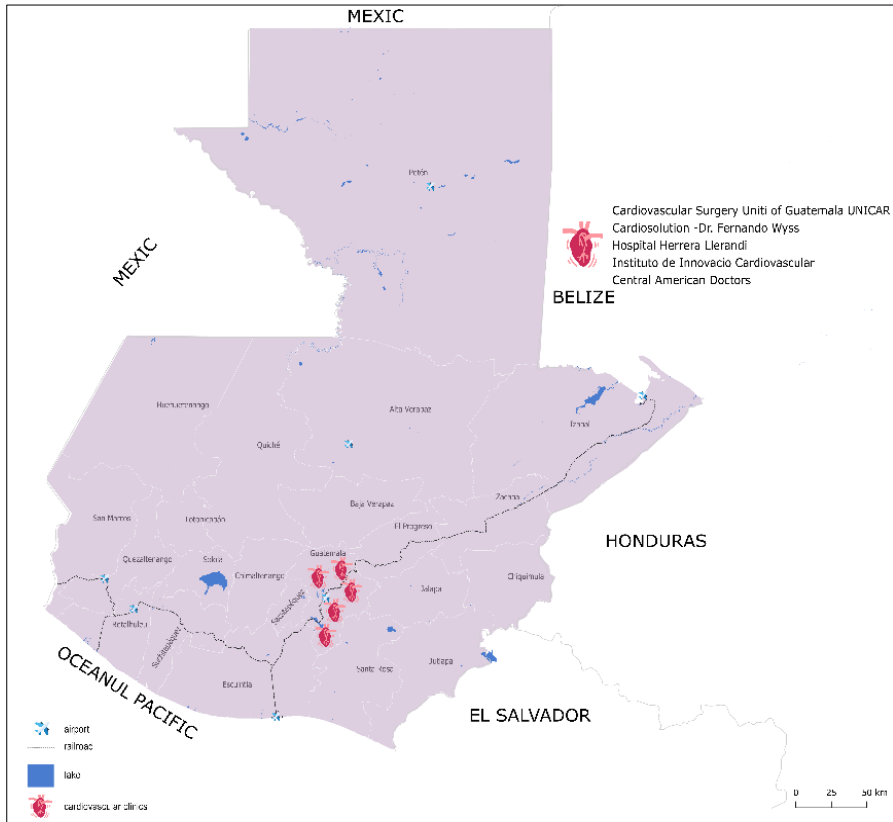 MEXIC
Petén
Cardiovascular Surgery Uniti of Guatemala UNICAR
Cardiosolution -Dr. Fernando Wyss
Hospital Herrera Llerandi
Instituto de Innovacio Cardiovascular
Central American Doctors
MEXIC
BELIZE
Huehuetenango
Alta Verapaz
Izabal
Quiché
Baja Verapaz
Zacapa
San Marcos
Totonicapán
El Progreso
HONDURAS
Guatemala
Quezaltenango
Sololá
Chimaltenango
Chiquimula
Jalapa
Sacatepéquez
Retalhuleu
Suchitepéquez
OCEANUL PACIFIC
Santa Rosa
Jutiapa
Escuintla
EL SALVADOR
airport
railroac
lake
cardiovascular clinics
0 25 50 km